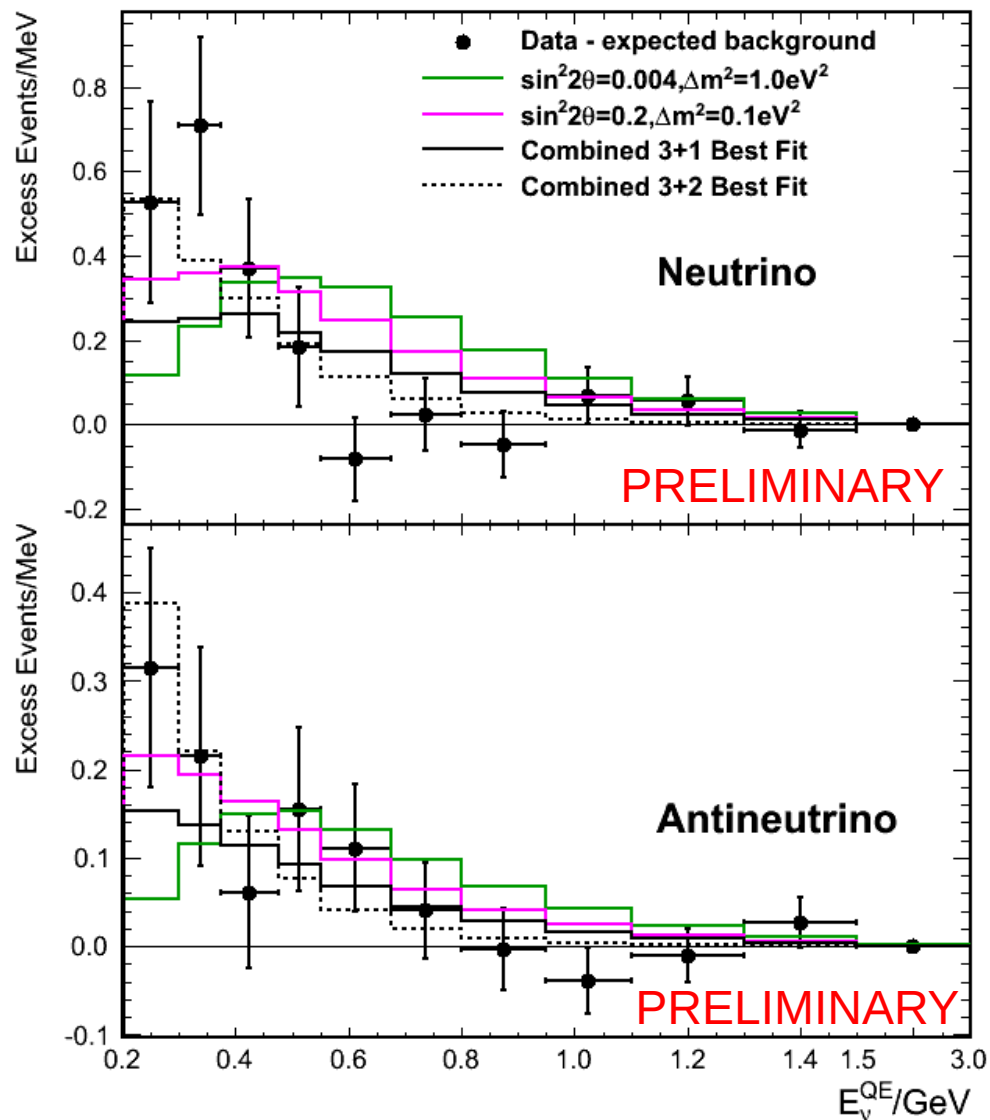 Excess Events/MeV
0.8
0.6
0.4
0.2
0.0
-0.2
Data - expected background
sin²2θ=0.004,Δm²=1.0eV²
sin²2θ=0.2,Δm²=0.1eV²
Combined 3+1 Best Fit
Combined 3+2 Best Fit
Neutrino
PRELIMINARY
Excess Events/MeV
0.4
0.3
0.2
0.1
0.0
-0.1
Antineutrino
PRELIMINARY
0.2 0.4 0.6 0.8 1.0 1.2 1.4 1.5 3.0
E_ν^QE/GeV